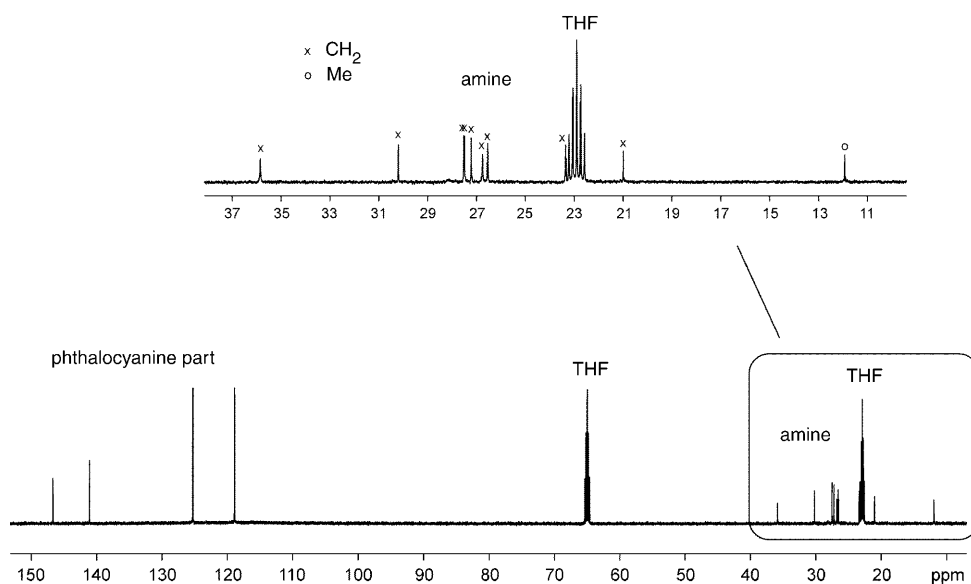 THF
x CH2
o Me
amine
x x xx x x x x x o
37 35 33 31 29 27 25 23 21 19 17 15 13 11
phthalocyanine part
THF
THF
amine
150 140 130 120 110 100 90 80 70 60 50 40 30 20 ppm